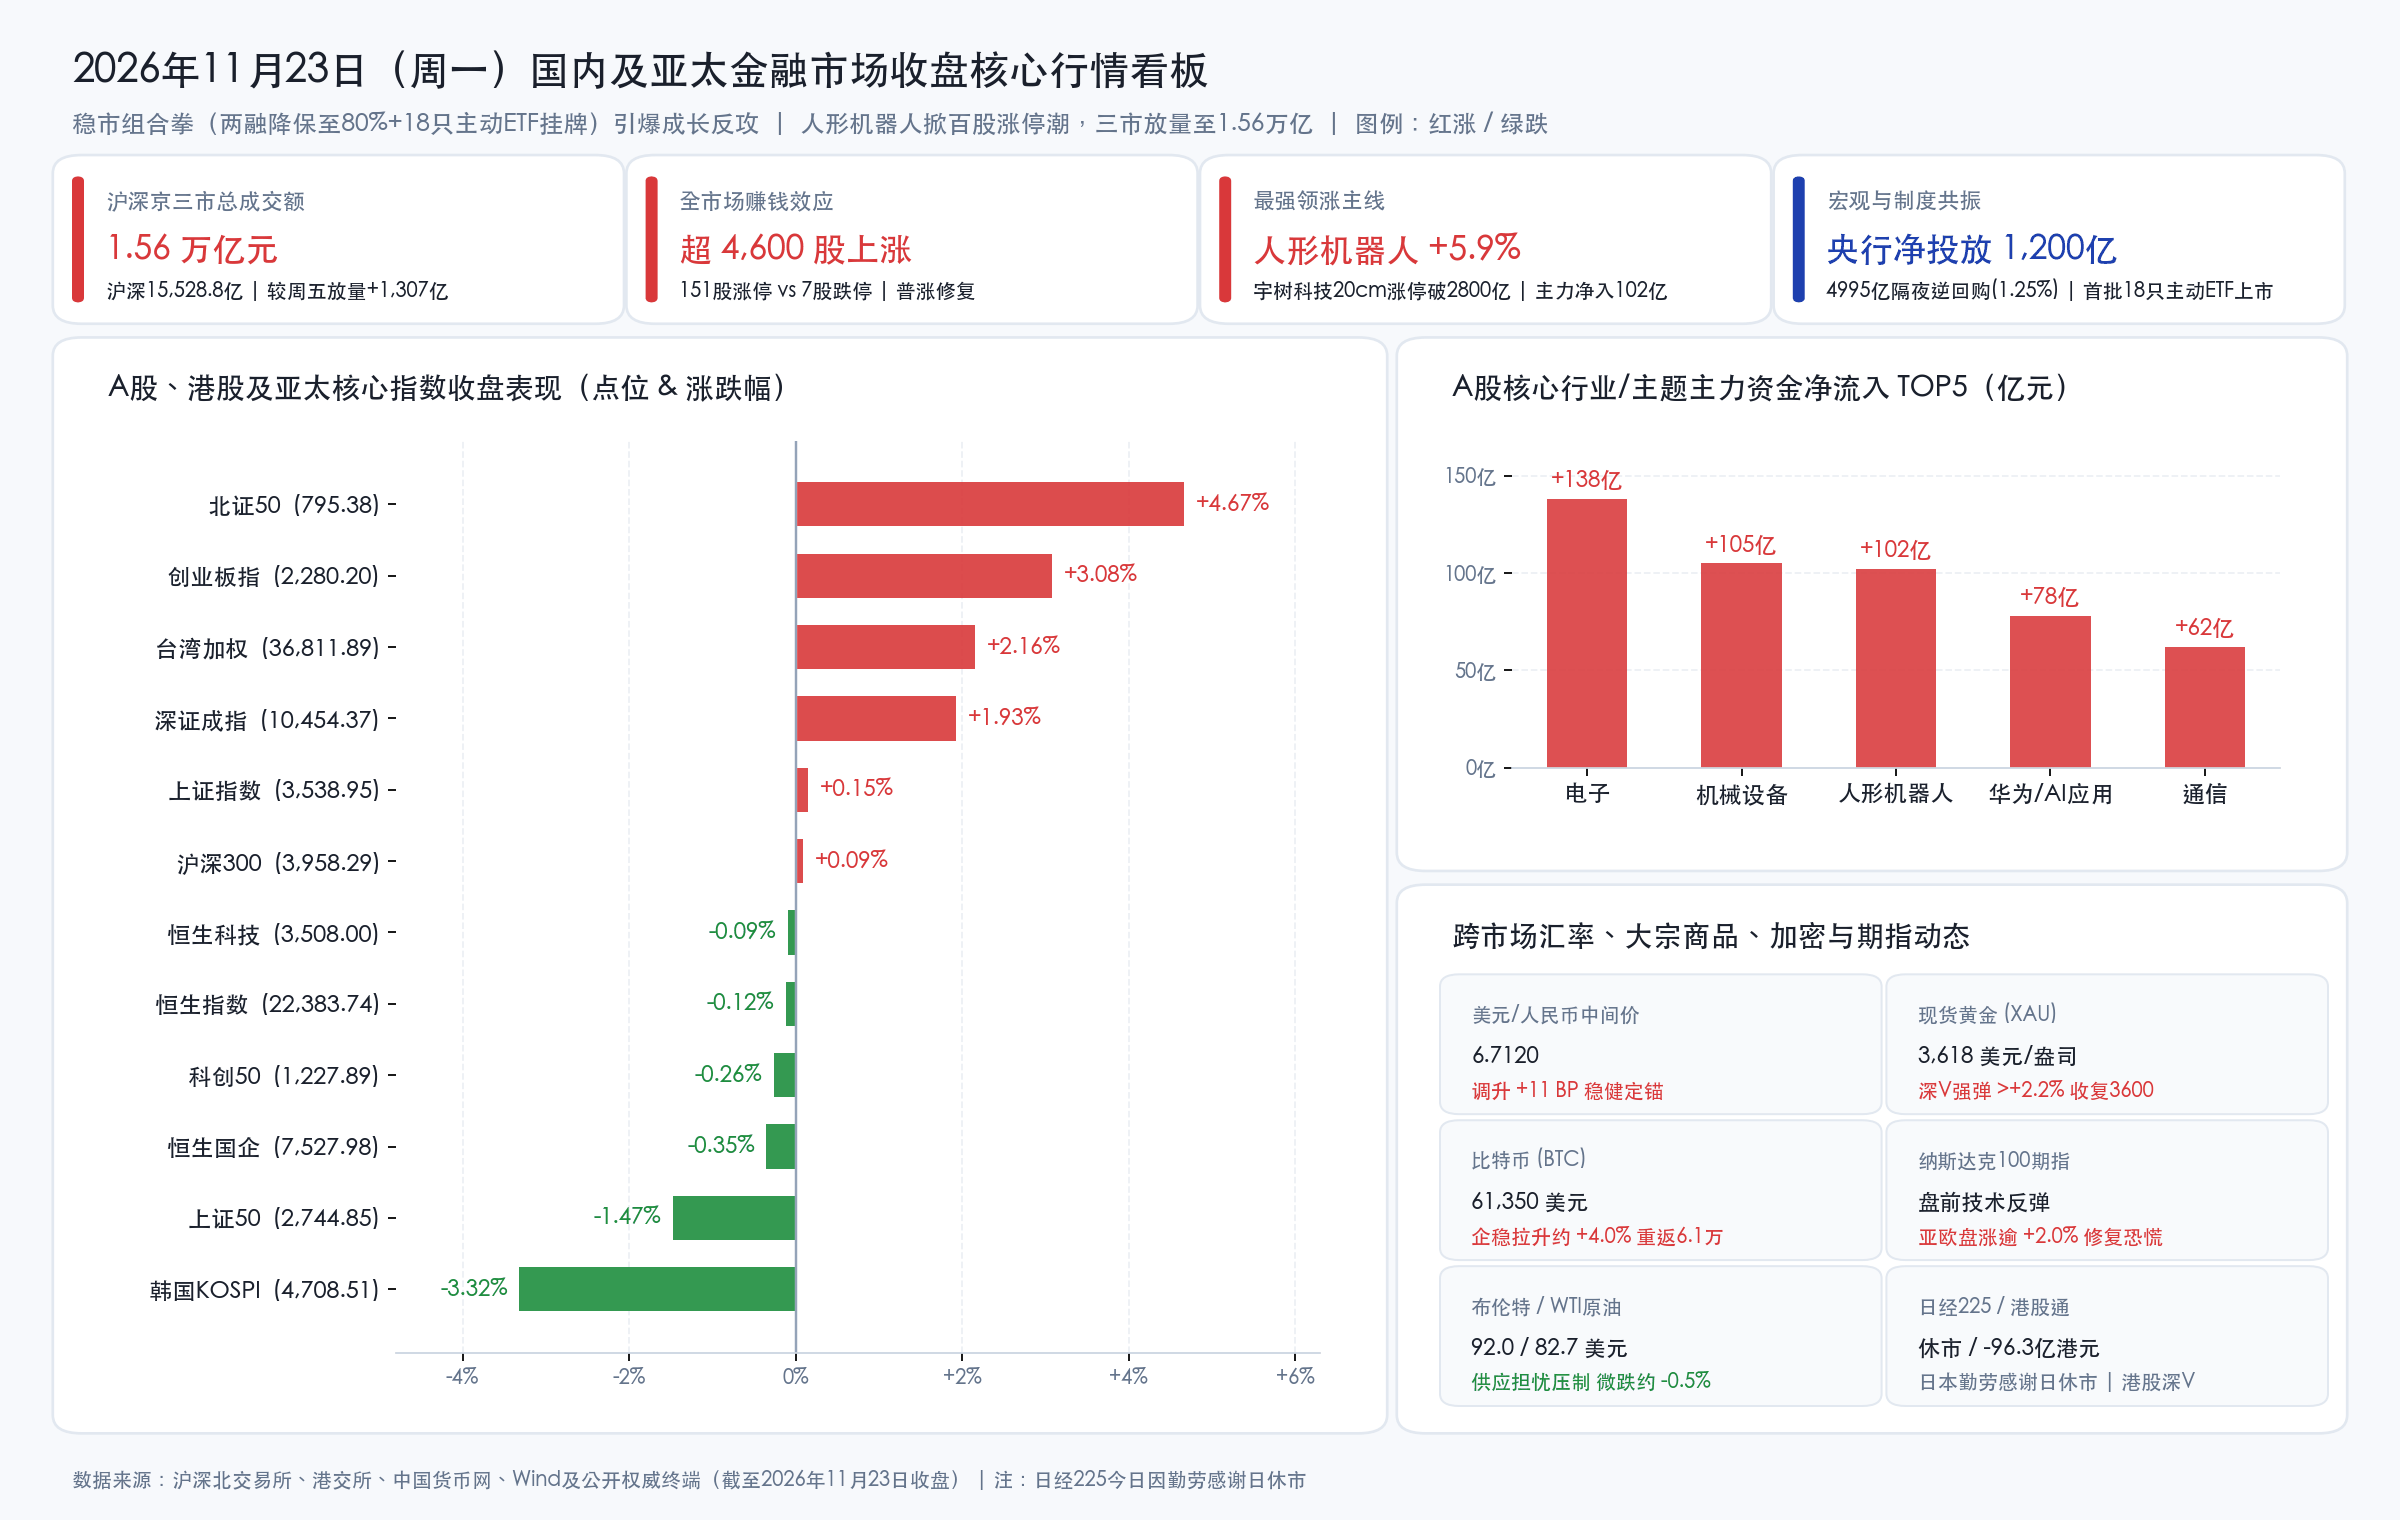 2026年11月23日（周一）国内及亚太金融市场收盘核心行情看板
稳市组合拳（两融降保至80%+18只主动ETF挂牌）引爆成长反攻 | 人形机器人掀百股涨停潮，三市放量至1.56万亿 | 图例：红涨 / 绿跌
沪深京三市总成交额
1.56 万亿元
沪深15,528.8亿 | 较周五放量+1,307亿
全市场赚钱效应
超 4,600 股上涨
151股涨停 vs 7股跌停 | 普涨修复
最强领涨主线
人形机器人 +5.9%
宇树科技20cm涨停破2800亿 | 主力净入102亿
宏观与制度共振
央行净投放 1,200亿
4995亿隔夜逆回购(1.25%) | 首批18只主动ETF上市
A股、港股及亚太核心指数收盘表现（点位 & 涨跌幅）
北证50 (795.38)
+4.67%
创业板指 (2,280.20)
+3.08%
台湾加权 (36,811.89)
+2.16%
深证成指 (10,454.37)
+1.93%
上证指数 (3,538.95)
+0.15%
沪深300 (3,958.29)
+0.09%
恒生科技 (3,508.00)
-0.09%
恒生指数 (22,383.74)
-0.12%
科创50 (1,227.89)
-0.26%
恒生国企 (7,527.98)
-0.35%
上证50 (2,744.85)
-1.47%
韩国KOSPI (4,708.51)
-3.32%
-4% -2% 0% +2% +4% +6%
A股核心行业/主题主力资金净流入 TOP5（亿元）
150亿
100亿
50亿
0亿
+138亿
+105亿
+102亿
+78亿
+62亿
电子 机械设备 人形机器人 华为/AI应用 通信
跨市场汇率、大宗商品、加密与期指动态
美元/人民币中间价
6.7120
调升 +11 BP 稳健定锚
现货黄金 (XAU)
3,618 美元/盎司
深V强弹 >+2.2% 收复3600
比特币 (BTC)
61,350 美元
企稳拉升约 +4.0% 重返6.1万
纳斯达克100期指
盘前技术反弹
亚欧盘涨逾 +2.0% 修复恐慌
布伦特 / WTI原油
92.0 / 82.7 美元
供应担忧压制 微跌约 -0.5%
日经225 / 港股通
休市 / -96.3亿港元
日本勤劳感谢日休市 | 港股深V
数据来源：沪深北交易所、港交所、中国货币网、Wind及公开权威终端（截至2026年11月23日收盘） | 注：日经225今日因勤劳感谢日休市